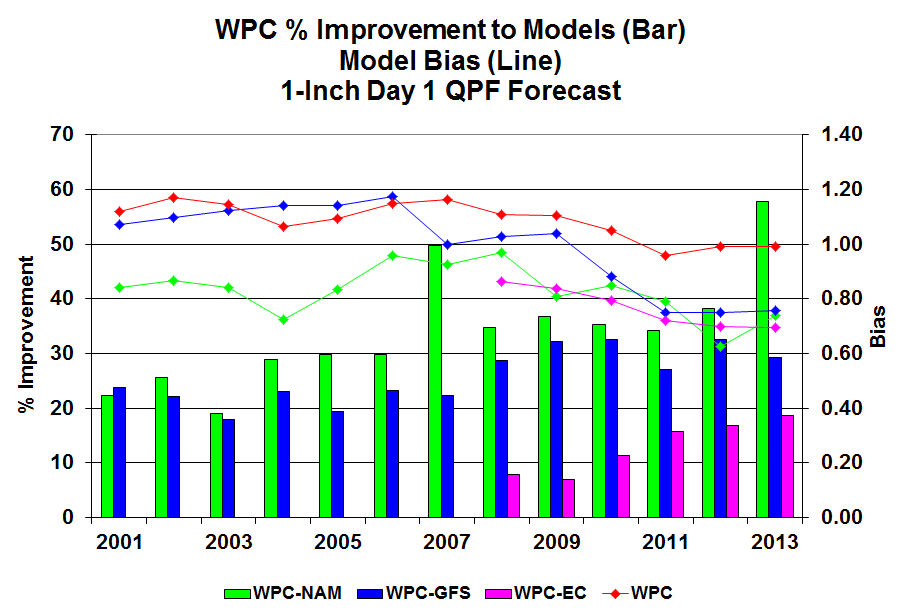 WPC % Improvement to Models (Bar)
Model Bias (Line)
1-Inch Day 1 QPF Forecast
70
60
50
40
30
20
10
0
% Improvement
1.40
1.20
1.00
0.80
0.60
0.40
0.20
0.00
Bias
2001 2003 2005 2007 2009 2011 2013
WPC-NAM WPC-GFS WPC-EC WPC